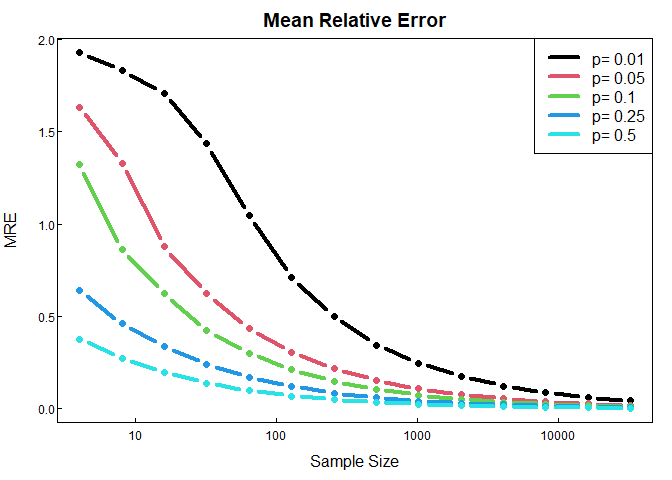 Mean Relative Error
p= 0.01
p= 0.05
p= 0.1
p= 0.25
p= 0.5
MRE
2.0
1.5
1.0
0.5
0.0
10
100
1000
10000
Sample Size